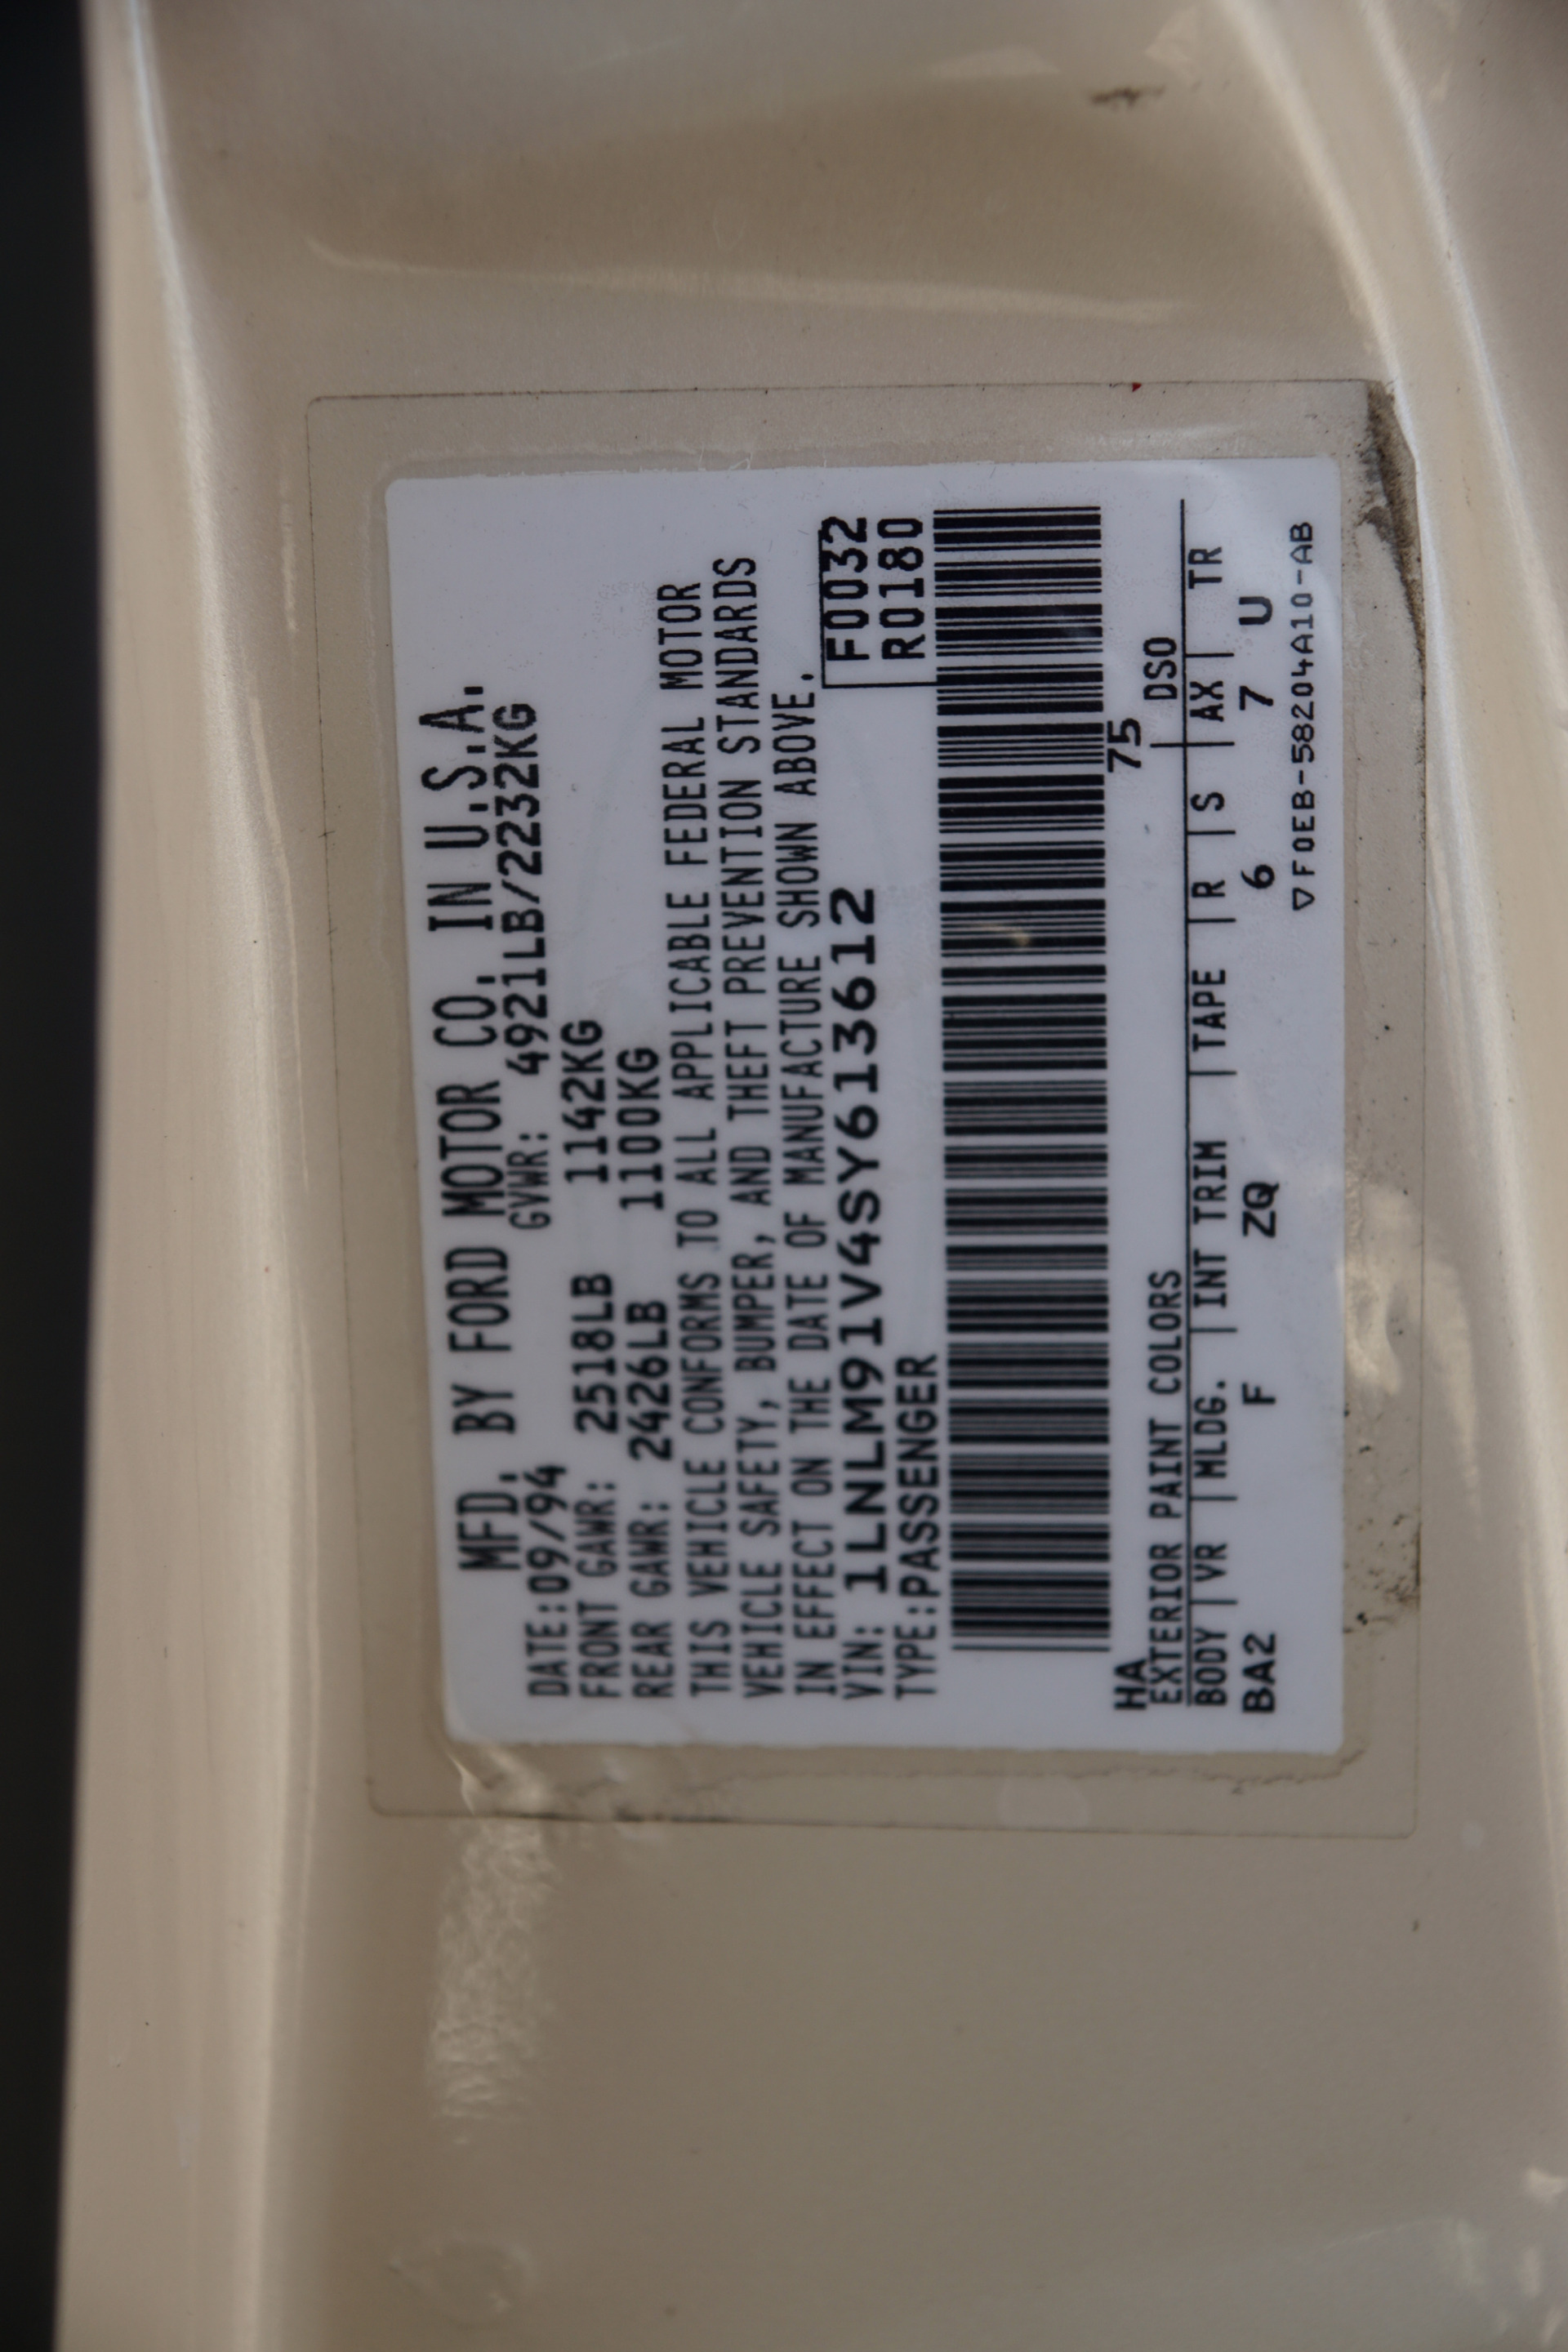 MFD. BY FORD MOTOR CO. IN U.S.A.
DATE:09/94 GVWR: 4921LB/2232KG
FRONT GAWR: 2518LB 1142KG
REAR GAWR: 2426LB 1100KG
THIS VEHICLE CONFORMS TO ALL APPLICABLE FEDERAL MOTOR
VEHICLE SAFETY, BUMPER, AND THEFT PREVENTION STANDARDS
IN EFFECT ON THE DATE OF MANUFACTURE SHOWN ABOVE.
VIN: 1LNLM91V4SY613612 F0032
TYPE:PASSENGER R0180
HA 75
EXTERIOR PAINT COLORS DSO
BODY | VR | MLDG. | INT TRIM | TAPE | R | S | AX | TR
BA2 F ZQ 6 7 U
▽F0EB-58204A10-AB